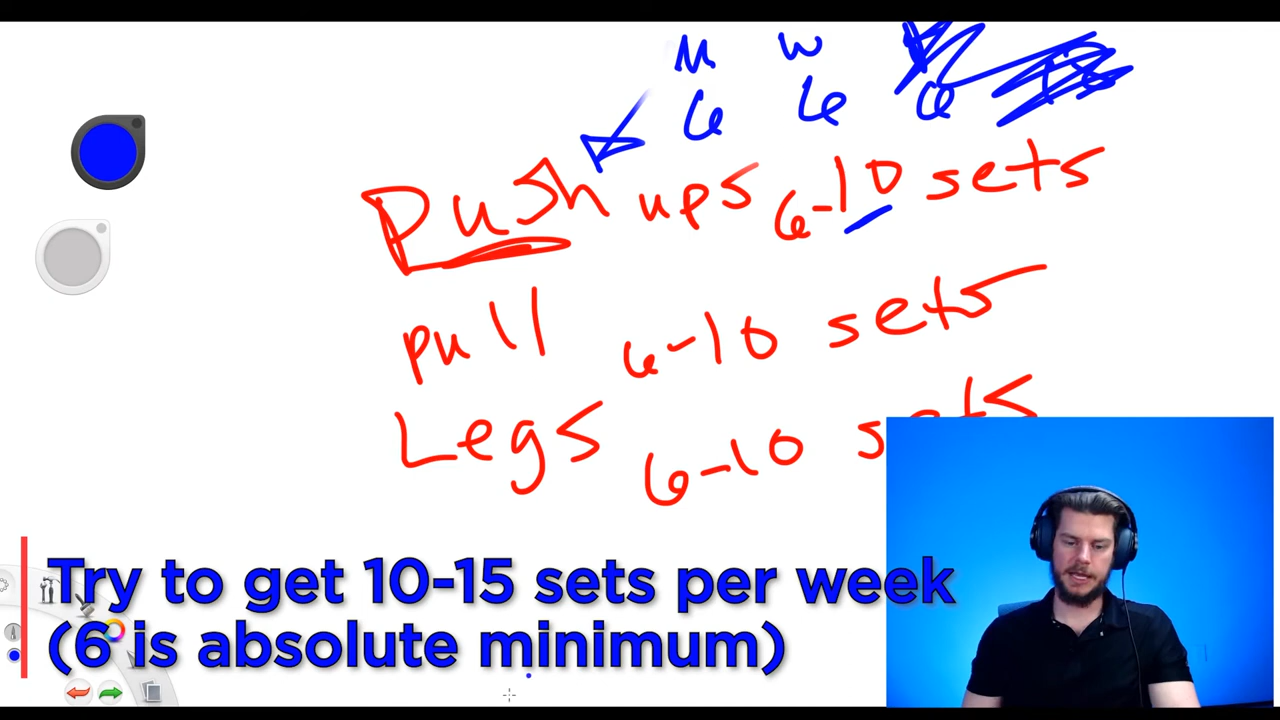 M W
6 6 6
Push ups 6-10 sets
pull 6-10 sets
Legs 6-10 sets
Try to get 10-15 sets per week
(6 is absolute minimum)